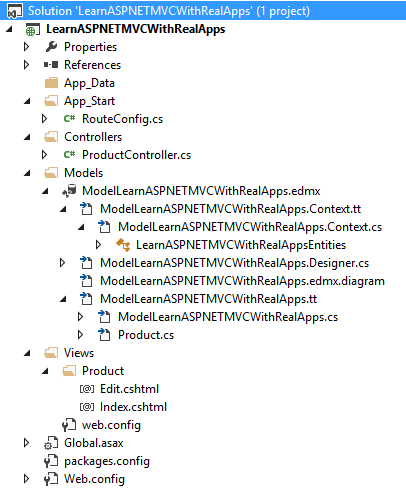 Solution 'LearnASPNETMVCWithRealApps' (1 project)
LearnASPNETMVCWithRealApps
Properties
References
App_Data
App_Start
C# RouteConfig.cs
Controllers
C# ProductController.cs
Models
ModelLearnASPNETMVCWithRealApps.edmx
ModelLearnASPNETMVCWithRealApps.Context.tt
ModelLearnASPNETMVCWithRealApps.Context.cs
LearnASPNETMVCWithRealAppsEntities
ModelLearnASPNETMVCWithRealApps.Designer.cs
ModelLearnASPNETMVCWithRealApps.edmx.diagram
ModelLearnASPNETMVCWithRealApps.tt
ModelLearnASPNETMVCWithRealApps.cs
Product.cs
Views
Product
[@] Edit.cshtml
[@] Index.cshtml
web.config
Global.asax
packages.config
Web.config